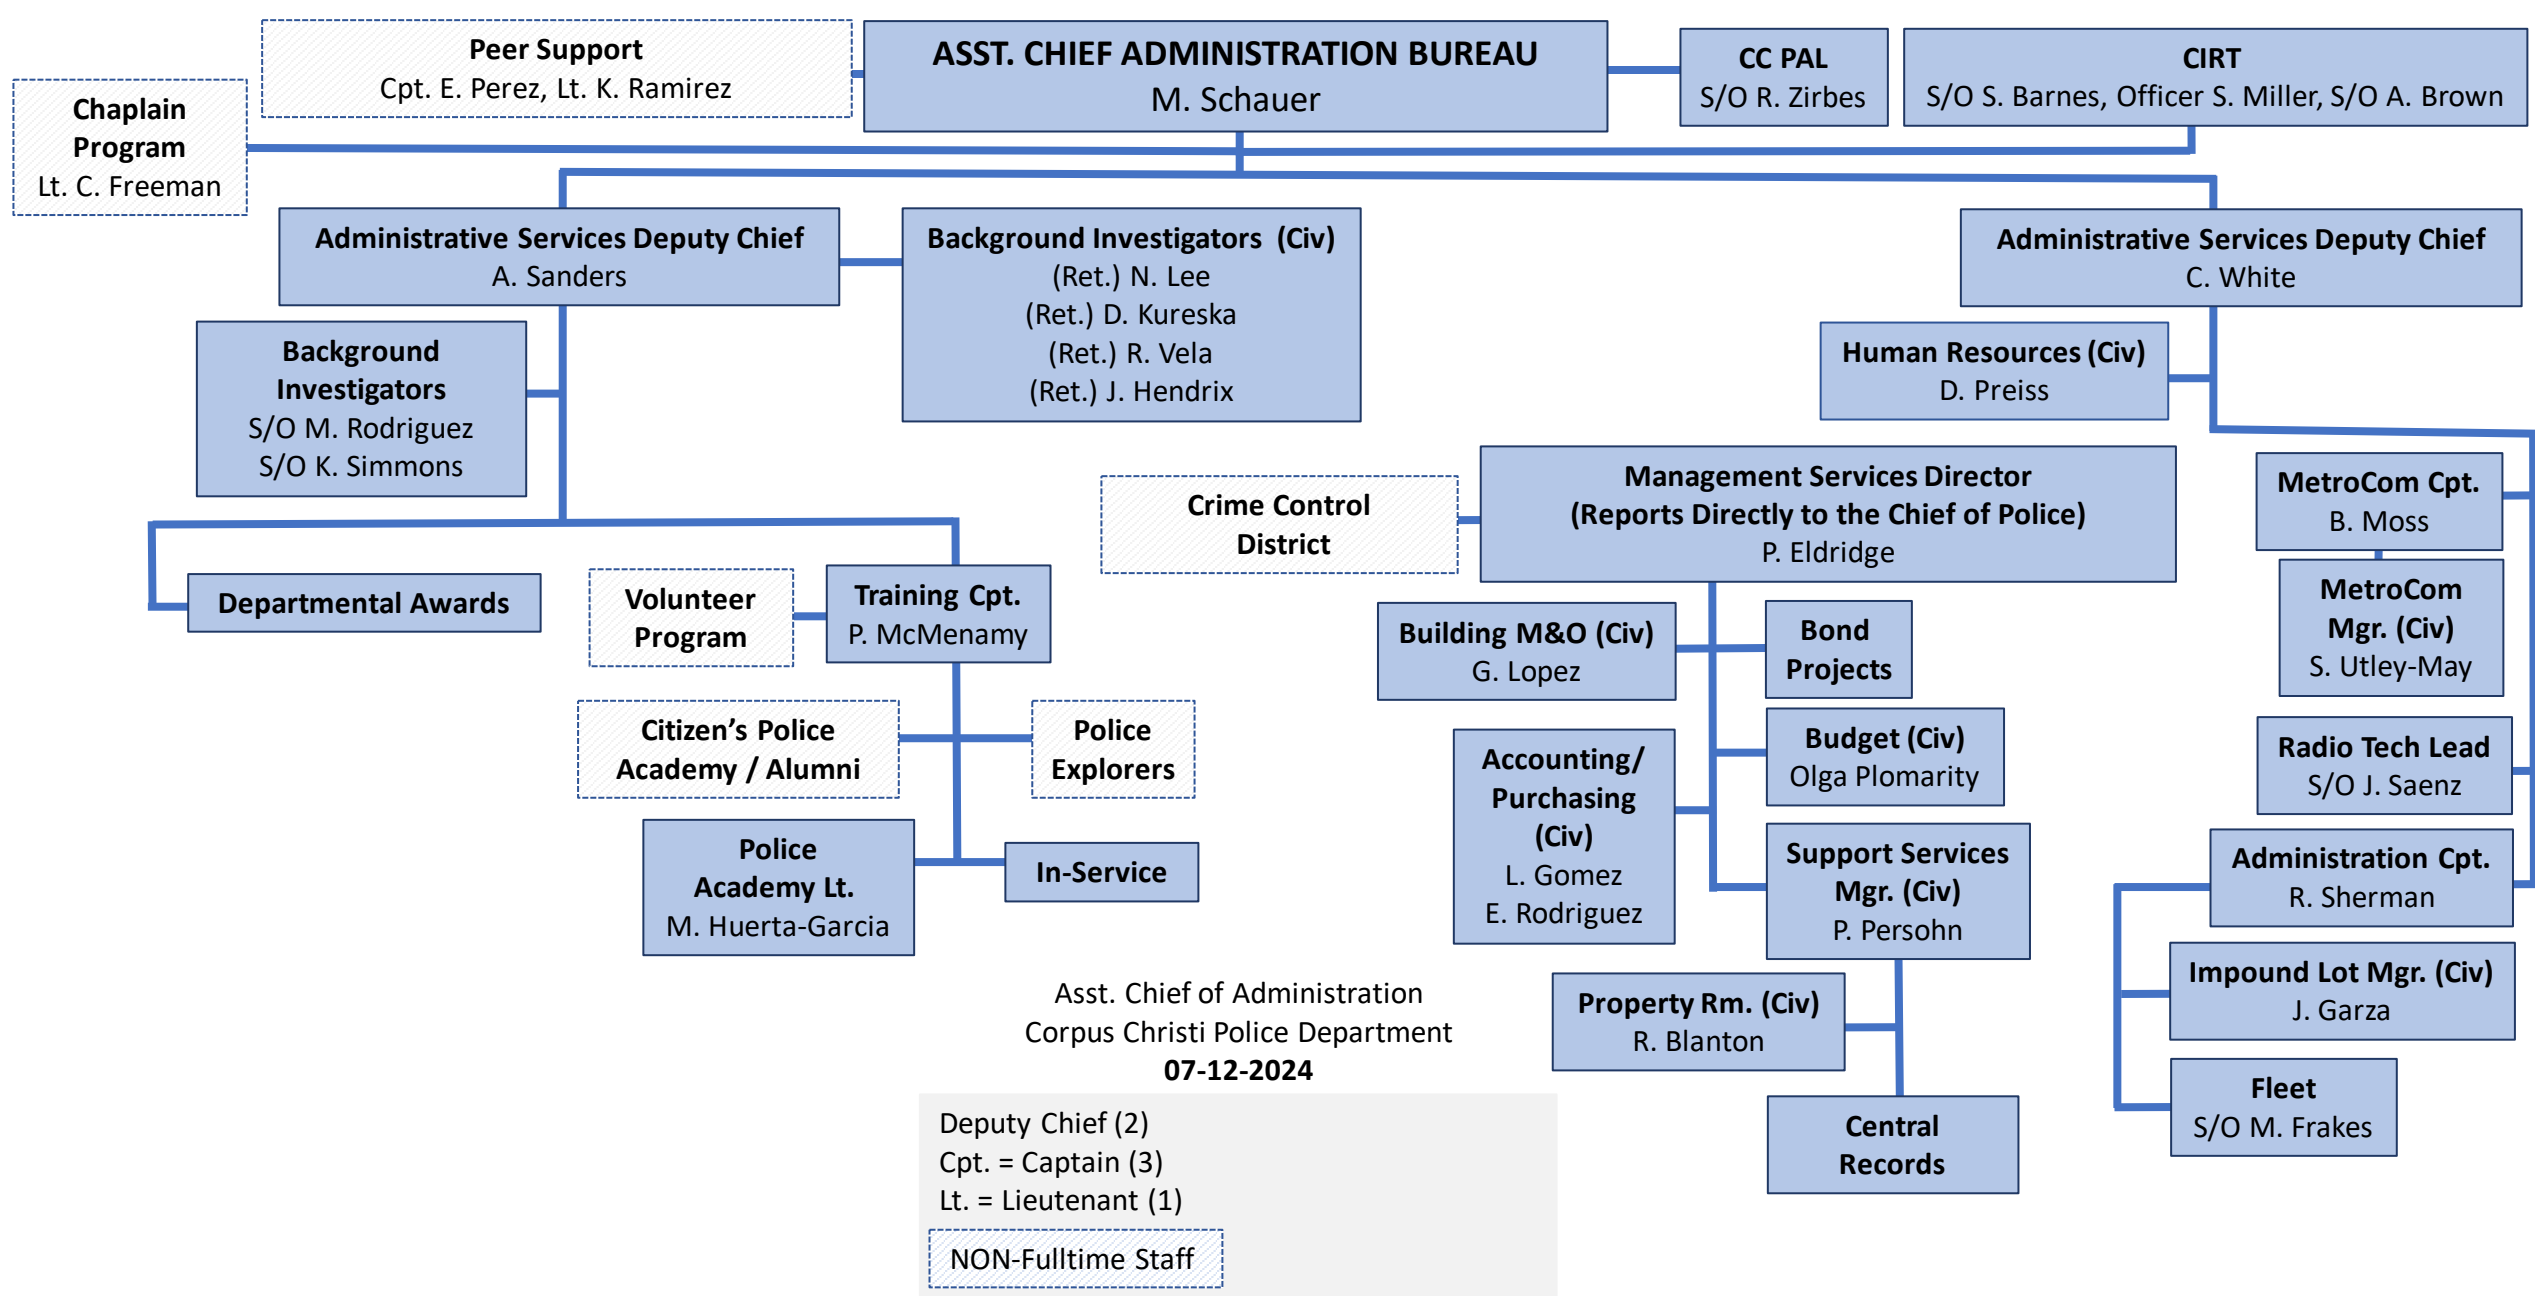 Peer Support
Cpt. E. Perez, Lt. K. Ramirez
ASST. CHIEF ADMINISTRATION BUREAU
M. Schauer
CC PAL
S/O R. Zirbes
CIRT
S/O S. Barnes, Officer S. Miller, S/O A. Brown
Chaplain
Program
Lt. C. Freeman
Administrative Services Deputy Chief
A. Sanders
Background Investigators (Civ)
(Ret.) N. Lee
(Ret.) D. Kureska
(Ret.) R. Vela
(Ret.) J. Hendrix
Administrative Services Deputy Chief
C. White
Background
Investigators
S/O M. Rodriguez
S/O K. Simmons
Human Resources (Civ)
D. Preiss
Crime Control
District
Management Services Director
(Reports Directly to the Chief of Police)
P. Eldridge
MetroCom Cpt.
B. Moss
MetroCom
Mgr. (Civ)
S. Utley-May
Departmental Awards
Volunteer
Program
Training Cpt.
P. McMenamy
Building M&O (Civ)
G. Lopez
Bond
Projects
Citizen’s Police
Academy / Alumni
Police
Explorers
Accounting/
Purchasing
(Civ)
L. Gomez
E. Rodriguez
Budget (Civ)
Olga Plomarity
Radio Tech Lead
S/O J. Saenz
Police
Academy Lt.
M. Huerta-Garcia
In-Service
Support Services
Mgr. (Civ)
P. Persohn
Administration Cpt.
R. Sherman
Property Rm. (Civ)
R. Blanton
Impound Lot Mgr. (Civ)
J. Garza
Central
Records
Fleet
S/O M. Frakes
Asst. Chief of Administration
Corpus Christi Police Department
07-12-2024
Deputy Chief (2)
Cpt. = Captain (3)
Lt. = Lieutenant (1)
NON-Fulltime Staff